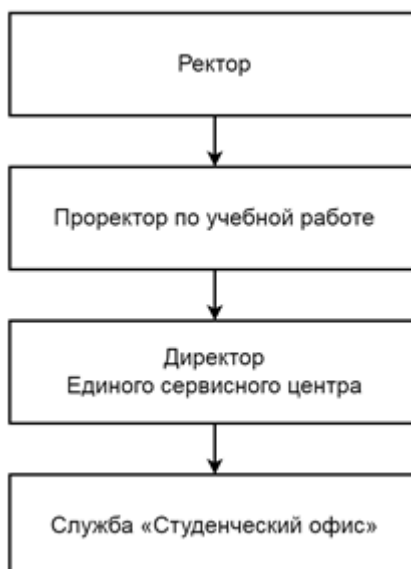 Ректор
Проректор по учебной работе
Директор
Единого сервисного центра
Служба «Студенческий офис»